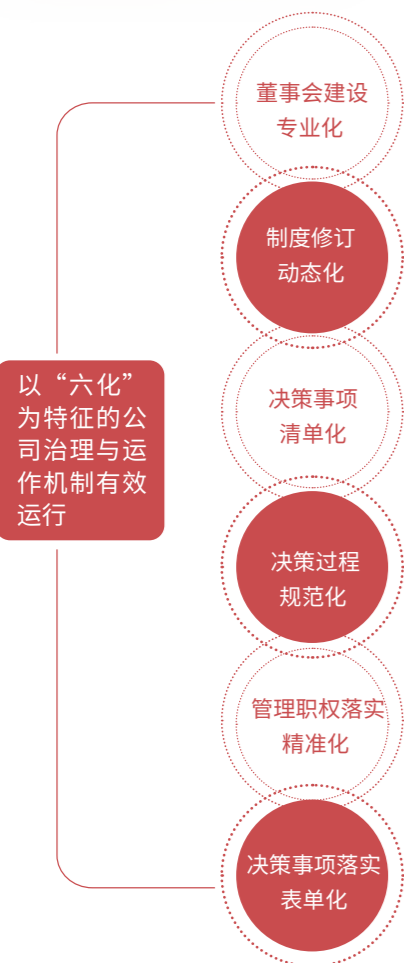 董事会建设
专业化
制度修订
动态化
以“六化”
为特征的公
司治理与运
作机制有效
运行
决策事项
清单化
决策过程
规范化
管理职权落实
精准化
决策事项落实
表单化